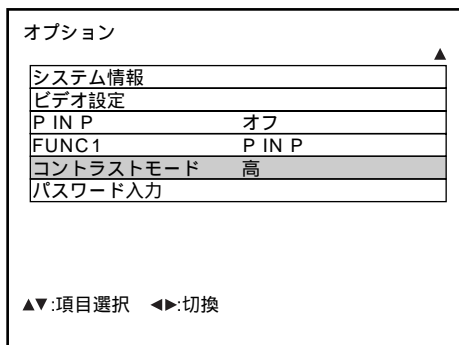 オプション
▲
システム情報
ビデオ設定
P IN P オフ
FUNC1 P IN P
コントラストモード 高
パスワード入力
▲▼:項目選択 ◀▶:切換